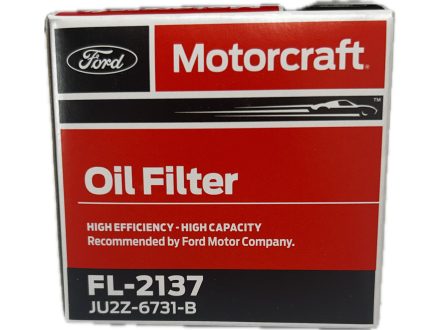 Ford
Motorcraft®
™
Oil Filter
HIGH EFFICIENCY - HIGH CAPACITY
Recommended by Ford Motor Company.
FL-2137
JU2Z-6731-B